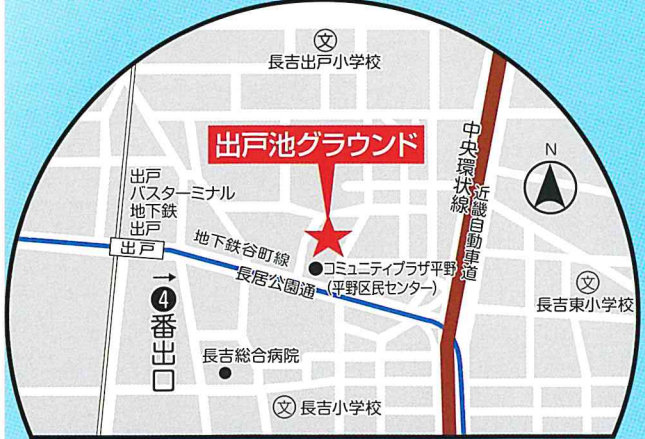 文
長吉出戸小学校
出戸池グラウンド
中央環状線
近畿自動車道
N
出戸
バスターミナル
地下鉄
出戸
出戸
地下鉄谷町線
長居公園通
コミュニティプラザ平野
(平野区民センター)
文
長吉東小学校
→❹番出口
長吉総合病院
文 長吉小学校